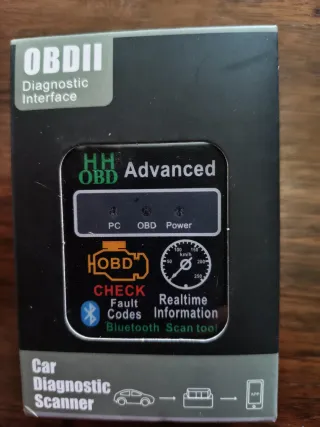 OBDII
Diagnostic
Interface
HH
OBD Advanced
PC OBD Power
OBD
CHECK
Fault
Codes
Realtime
Information
Bluetooth Scan tool
Car
Diagnostic
Scanner